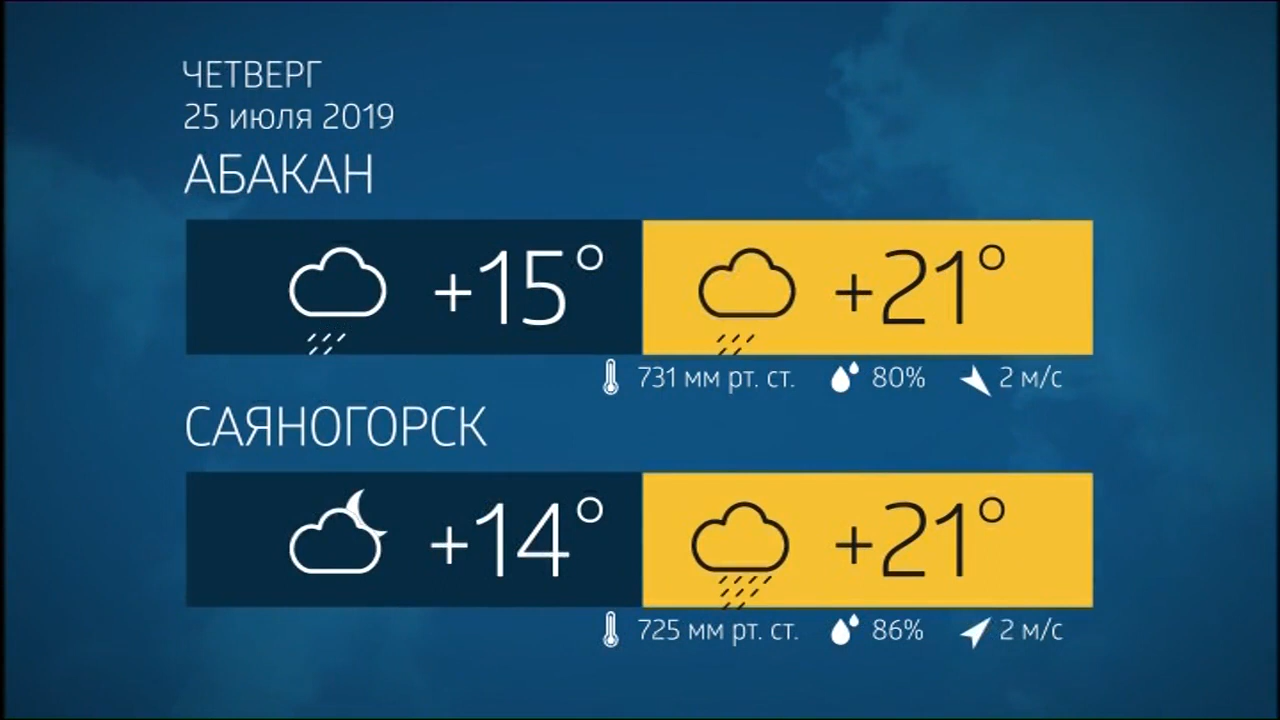 ЧЕТВЕРГ
25 июля 2019
АБАКАН
+15° +21°
731 мм рт. ст. 80% 2 м/с
САЯНОГОРСК
+14° +21°
725 мм рт. ст. 86% 2 м/с